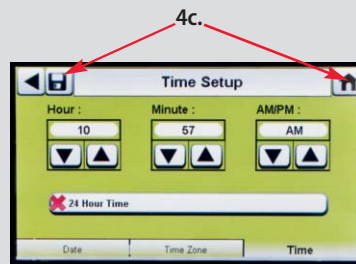 4c.
Time Setup
Hour : Minute : AM/PM :
10 57 AM
24 Hour Time
Date Time Zone Time